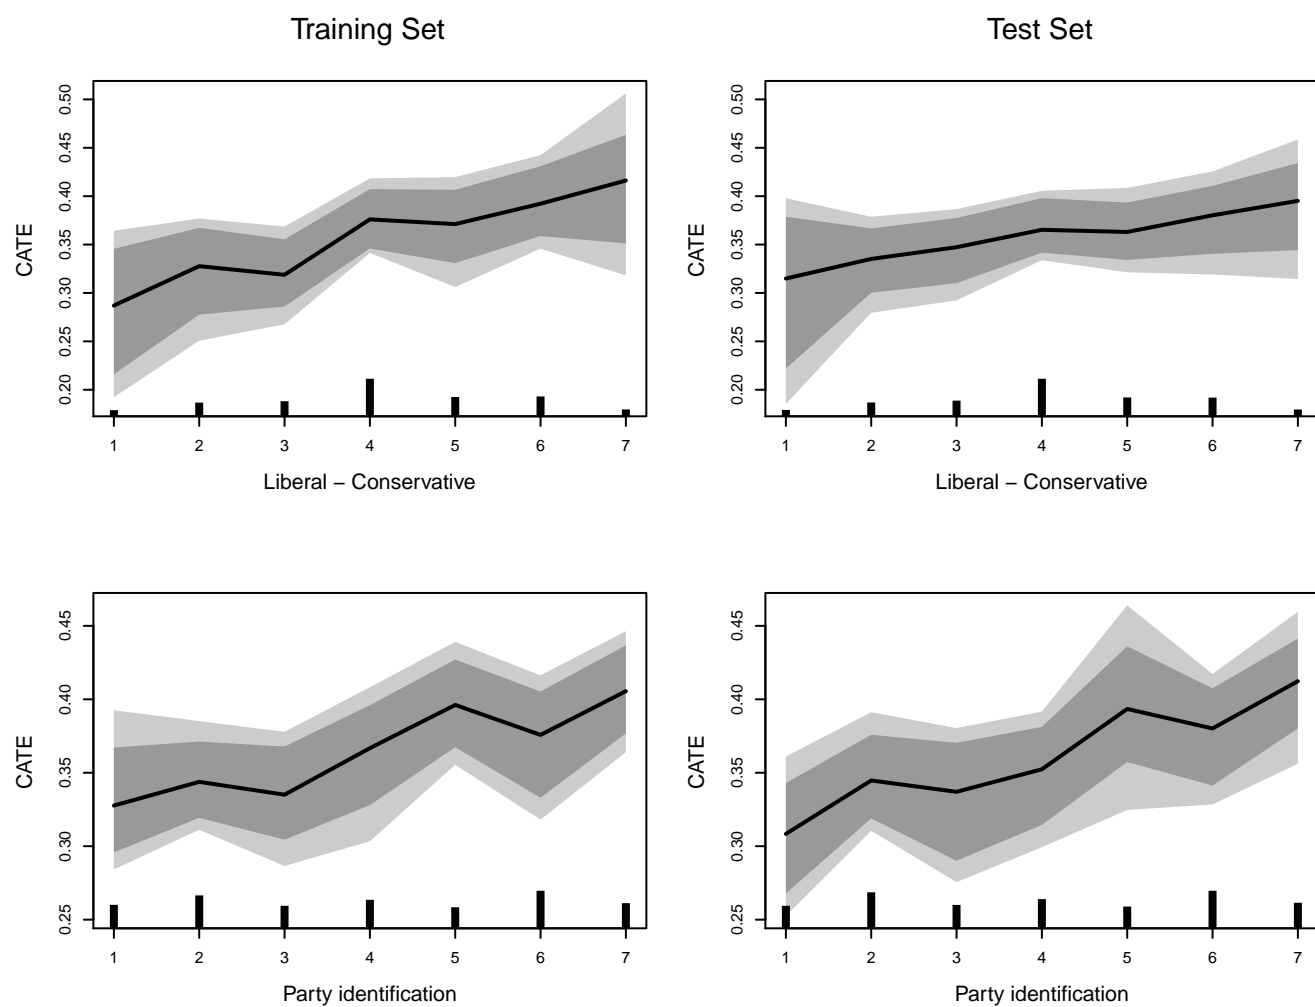 Training Set
Test Set
CATE
0.50
0.45
0.40
0.35
0.30
0.25
0.20
1 2 3 4 5 6 7
Liberal – Conservative
CATE
0.50
0.45
0.40
0.35
0.30
0.25
0.20
1 2 3 4 5 6 7
Liberal – Conservative
CATE
0.45
0.40
0.35
0.30
0.25
1 2 3 4 5 6 7
Party identification
CATE
0.45
0.40
0.35
0.30
0.25
1 2 3 4 5 6 7
Party identification